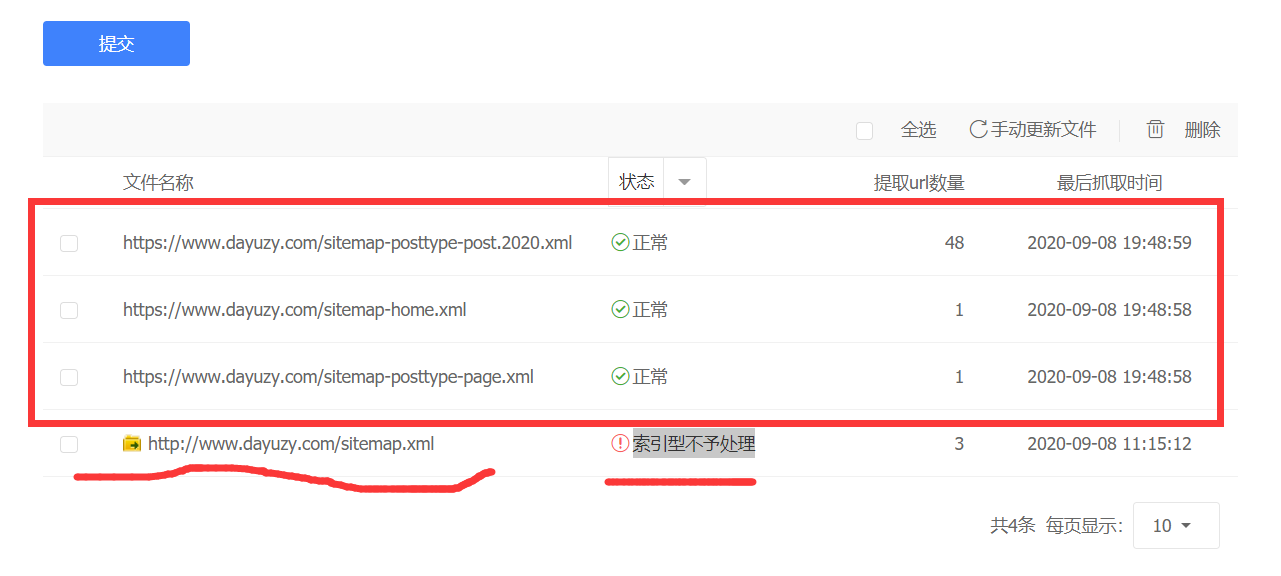 提交
全选 手动更新文件 删除
文件名称 状态 提取url数量 最后抓取时间
https://www.dayuzy.com/sitemap-posttype-post.2020.xml 正常 48 2020-09-08 19:48:59
https://www.dayuzy.com/sitemap-home.xml 正常 1 2020-09-08 19:48:58
https://www.dayuzy.com/sitemap-posttype-page.xml 正常 1 2020-09-08 19:48:58
http://www.dayuzy.com/sitemap.xml 索引型不予处理 3 2020-09-08 11:15:12
共4条 每页显示: 10